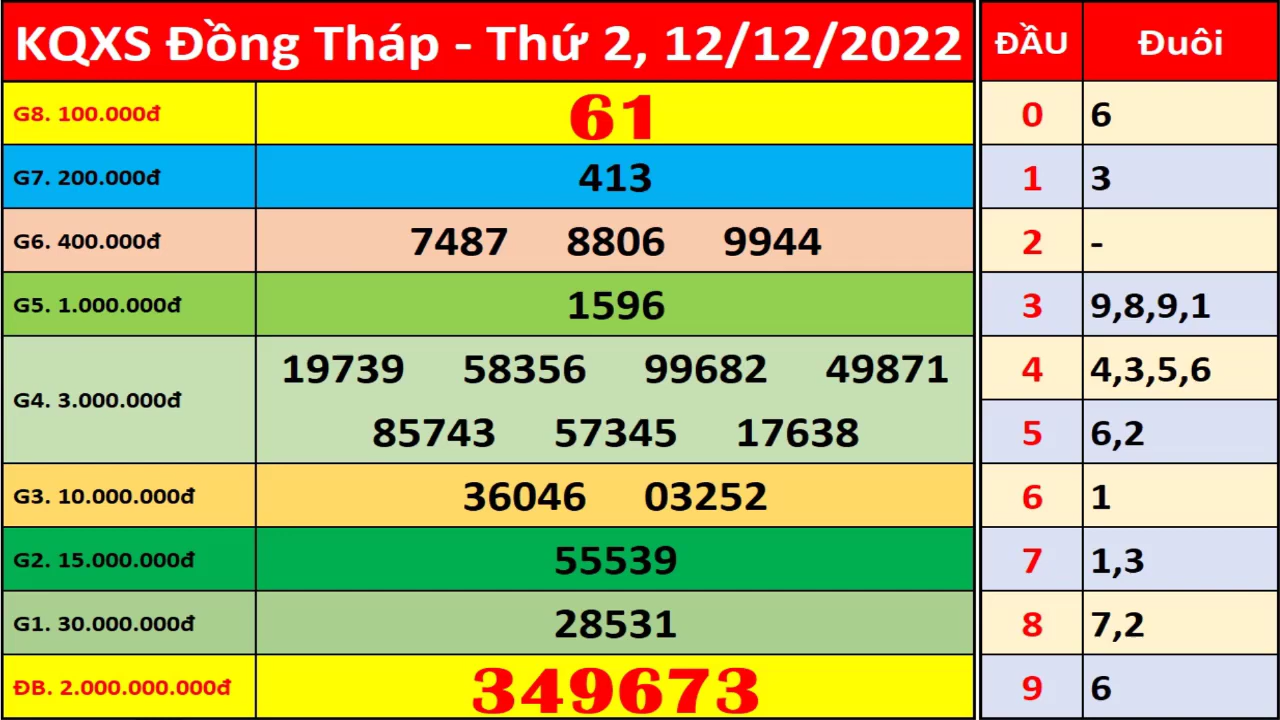 KQXS Đồng Tháp - Thứ 2, 12/12/2022 ĐẦU Đuôi
G8. 100.000đ 61 0 6
G7. 200.000đ 413 1 3
G6. 400.000đ 7487 8806 9944 2 -
G5. 1.000.000đ 1596 3 9,8,9,1
19739 58356 99682 49871 4 4,3,5,6
G4. 3.000.000đ
85743 57345 17638 5 6,2
G3. 10.000.000đ 36046 03252 6 1
G2. 15.000.000đ 55539 7 1,3
G1. 30.000.000đ 28531 8 7,2
ĐB. 2.000.000.000đ 349673 9 6